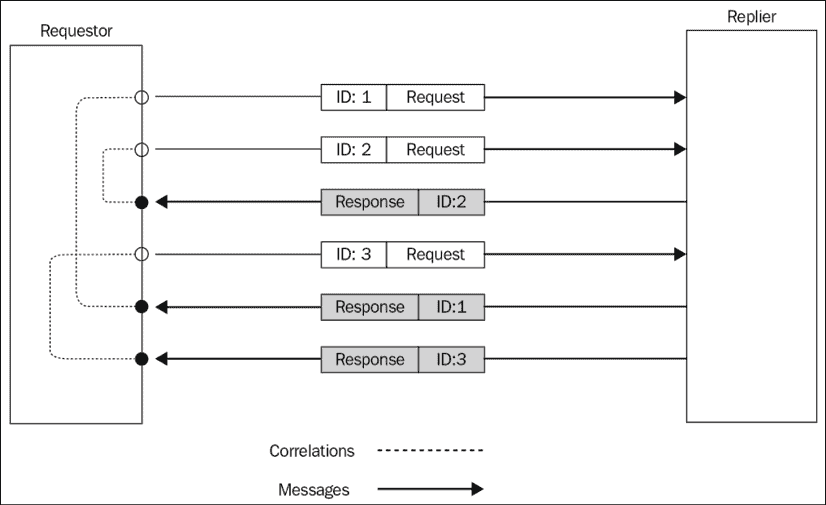 Requestor
Replier
ID: 1 Request
ID: 2 Request
Response ID:2
ID: 3 Request
Response ID:1
Response ID:3
Correlations
Messages